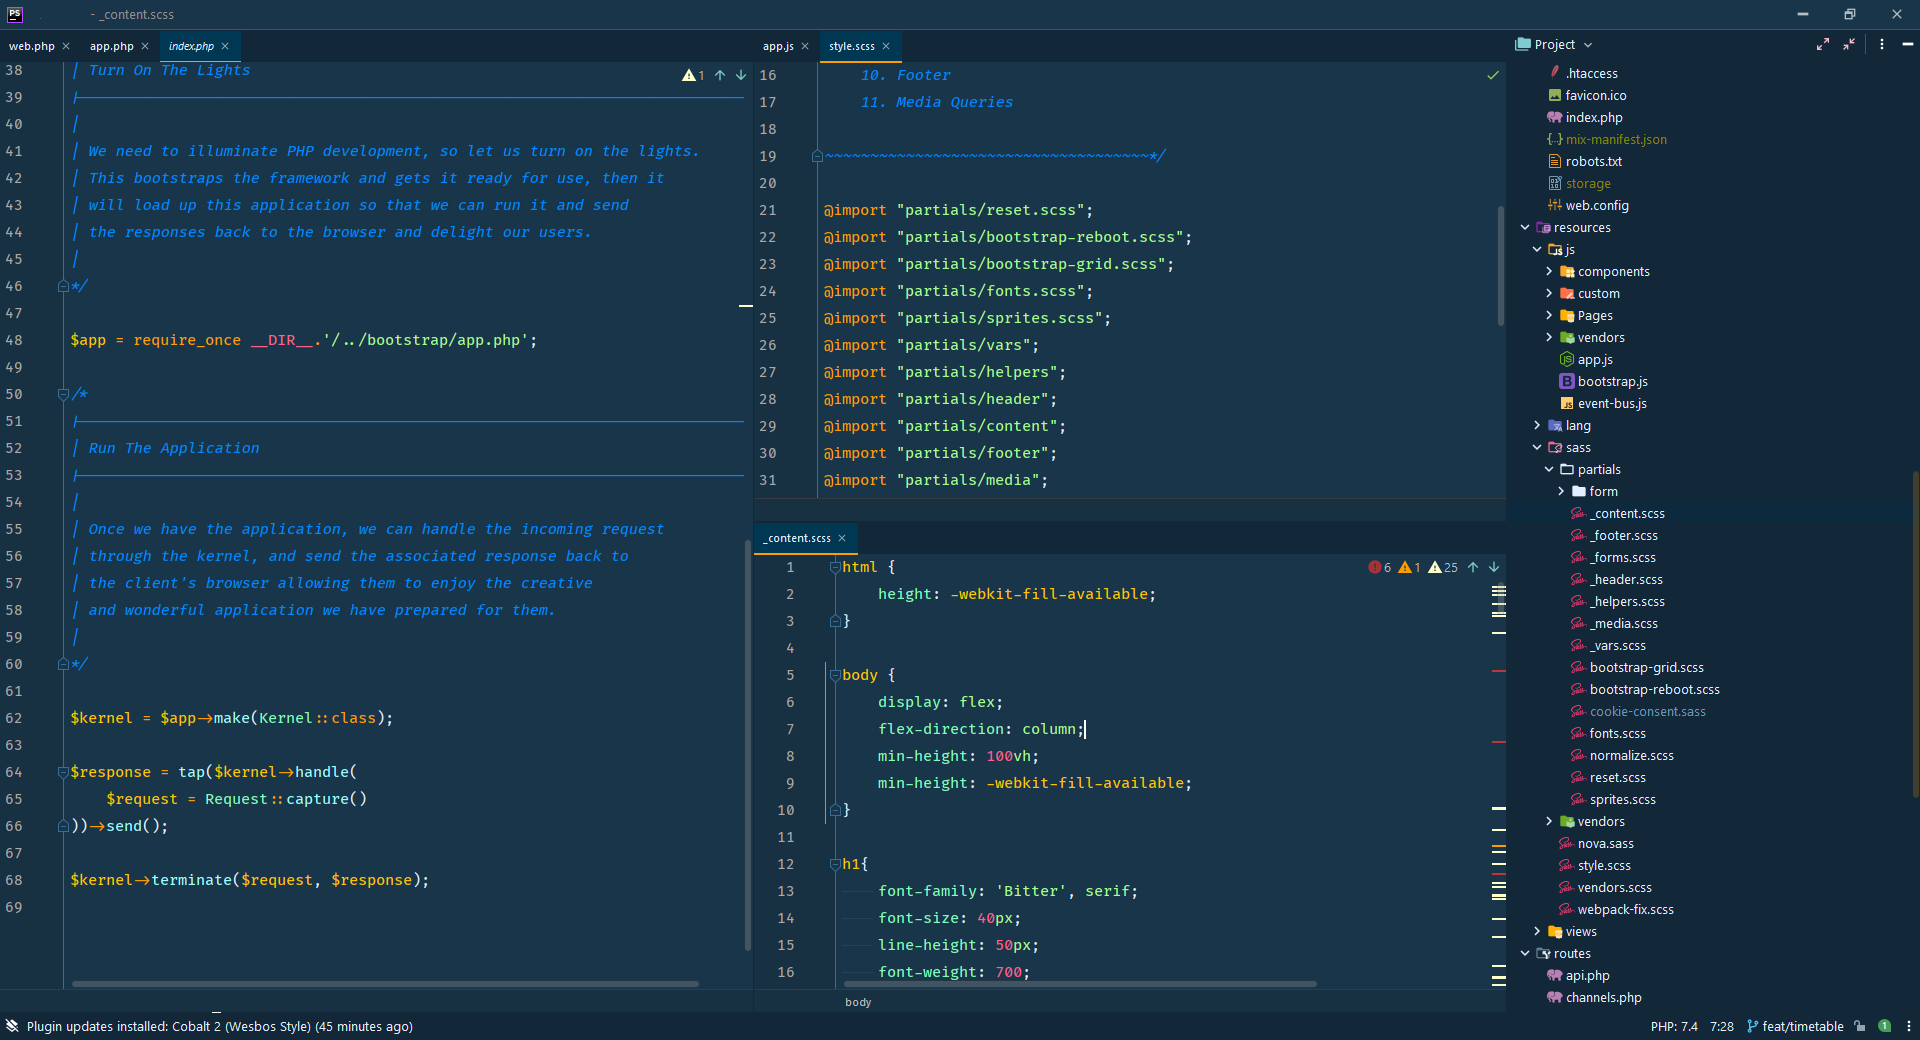 PS
- _content.scss
web.php
app.php
index.php
38 | Turn On The Lights
1
39 |
40 |
41 | We need to illuminate PHP development, so let us turn on the lights.
42 | This bootstraps the framework and gets it ready for use, then it
43 | will load up this application so that we can run it and send
44 | the responses back to the browser and delight our users.
45 |
46 */
47
48 $app = require_once __DIR__.'/../bootstrap/app.php';
49
50 /*
51 |
52 | Run The Application
53 |
54 |
55 | Once we have the application, we can handle the incoming request
56 | through the kernel, and send the associated response back to
57 | the client's browser allowing them to enjoy the creative
58 | and wonderful application we have prepared for them.
59 |
60 */
61
62 $kernel = $app->make(Kernel::class);
63
64 $response = tap($kernel->handle(
65 $request = Request::capture()
66 ))->send();
67
68 $kernel->terminate($request, $response);
69
app.js
style.scss
16 10. Footer
17 11. Media Queries
18
19 ~~~~~~~~~~~~~~~~~~~~~~~~~~~~~~~~~~~~*/
20
21 @import "partials/reset.scss";
22 @import "partials/bootstrap-reboot.scss";
23 @import "partials/bootstrap-grid.scss";
24 @import "partials/fonts.scss";
25 @import "partials/sprites.scss";
26 @import "partials/vars";
27 @import "partials/helpers";
28 @import "partials/header";
29 @import "partials/content";
30 @import "partials/footer";
31 @import "partials/media";
_content.scss
1 html {
6 1 25
2 height: -webkit-fill-available;
3 }
4
5 body {
6 display: flex;
7 flex-direction: column;
8 min-height: 100vh;
9 min-height: -webkit-fill-available;
10 }
11
12 h1{
13 font-family: 'Bitter', serif;
14 font-size: 40px;
15 line-height: 50px;
16 font-weight: 700;
body
Project
.htaccess
favicon.ico
index.php
mix-manifest.json
robots.txt
storage
web.config
resources
js
components
custom
Pages
vendors
app.js
bootstrap.js
event-bus.js
lang
sass
partials
form
_content.scss
_footer.scss
_forms.scss
_header.scss
_helpers.scss
_media.scss
_vars.scss
bootstrap-grid.scss
bootstrap-reboot.scss
cookie-consent.sass
fonts.scss
normalize.scss
reset.scss
sprites.scss
vendors
nova.sass
style.scss
vendors.scss
webpack-fix.scss
views
routes
api.php
channels.php
Plugin updates installed: Cobalt 2 (Wesbos Style) (45 minutes ago)
PHP: 7.4 7:28 feat/timetable 1